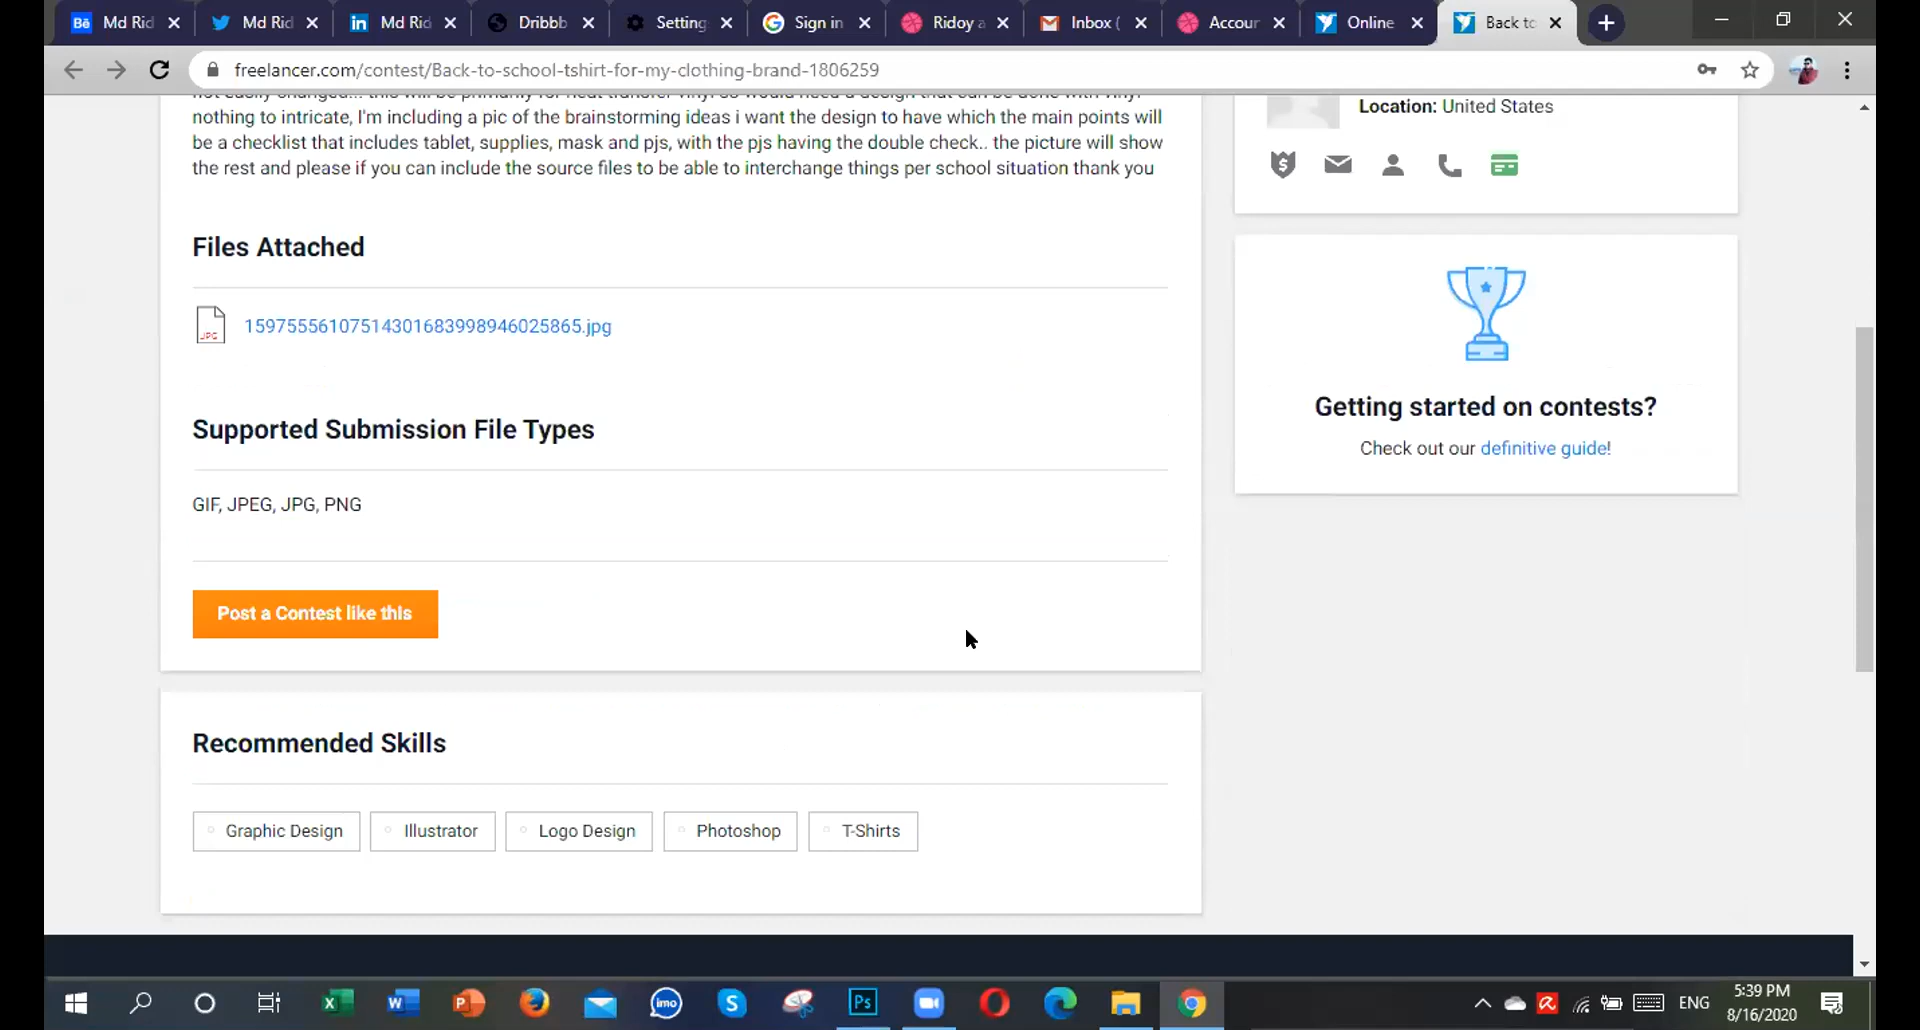 Md Rid
Md Rid
Md Rid
Dribbb
Setting
Sign in
Ridoy a
Inbox (
Accour
Online
Back to
freelancer.com/contest/Back-to-school-tshirt-for-my-clothing-brand-1806259
nothing to intricate, I'm including a pic of the brainstorming ideas i want the design to have which the main points will
be a checklist that includes tablet, supplies, mask and pjs, with the pjs having the double check.. the picture will show
the rest and please if you can include the source files to be able to interchange things per school situation thank you
Files Attached
JPG
15975556107514301683998946025865.jpg
Supported Submission File Types
GIF, JPEG, JPG, PNG
Post a Contest like this
Recommended Skills
Graphic Design
Illustrator
Logo Design
Photoshop
T-Shirts
Location: United States
Getting started on contests?
Check out our definitive guide!
ENG
5:39 PM
8/16/2020